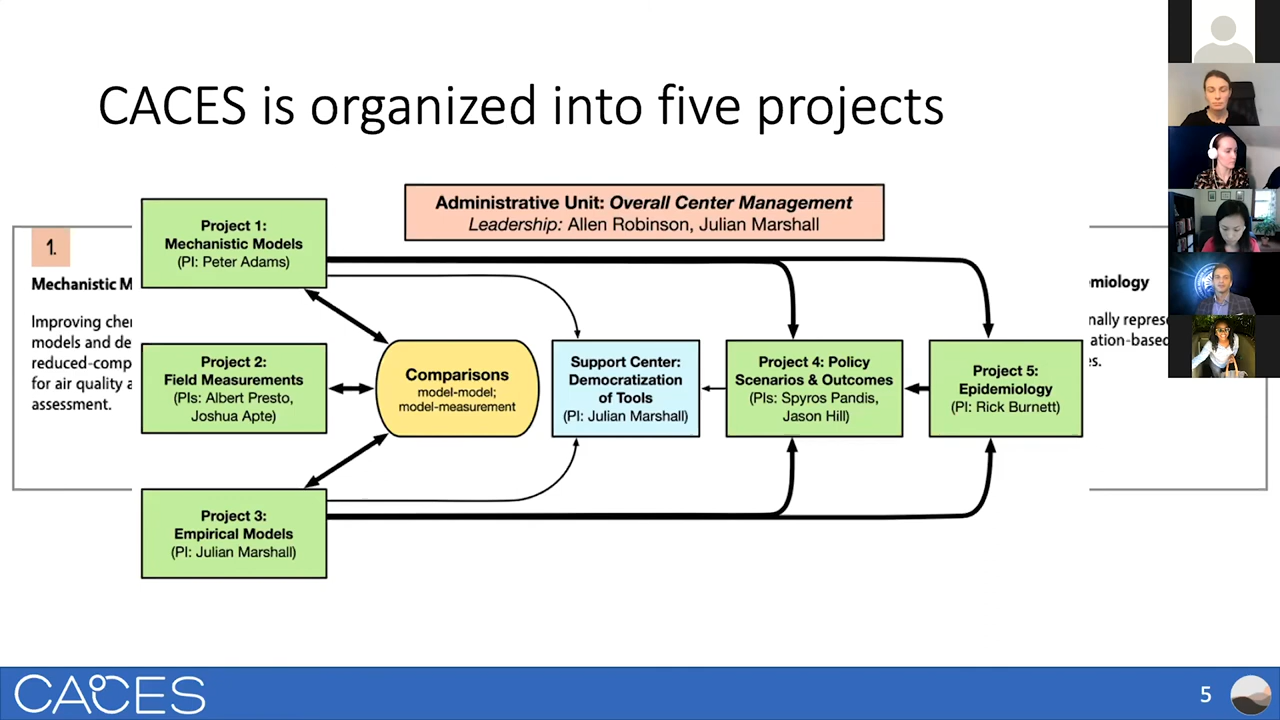 CACES is organized into five projects
Administrative Unit: Overall Center Management
Leadership: Allen Robinson, Julian Marshall
Project 1:
Mechanistic Models
(PI: Peter Adams)
1.
Mechanistic M
Improving che
models and de
reduced-comp
for air quality a
assessment.
Project 2:
Field Measurements
(PIs: Albert Presto,
Joshua Apte)
Comparisons
model-model;
model-measurement
Support Center:
Democratization
of Tools
(PI: Julian Marshall)
Project 4: Policy
Scenarios & Outcomes
(PIs: Spyros Pandis,
Jason Hill)
Project 5:
Epidemiology
(PI: Rick Burnett)
emiology
nally repres
ation-based
es.
Project 3:
Empirical Models
(PI: Julian Marshall)
CACES
5